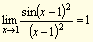 lim x→1 sin(x − 1)² / (x − 1)² = 1